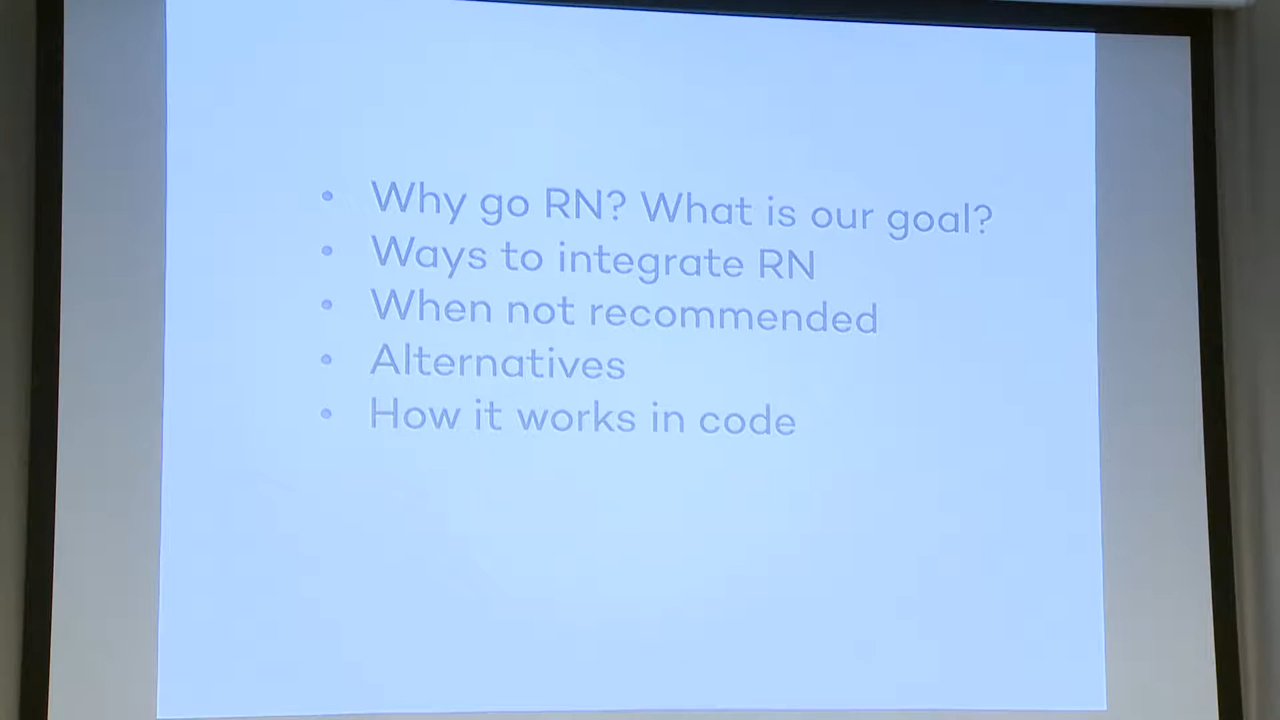 • Why go RN? What is our goal?
• Ways to integrate RN
• When not recommended
• Alternatives
• How it works in code